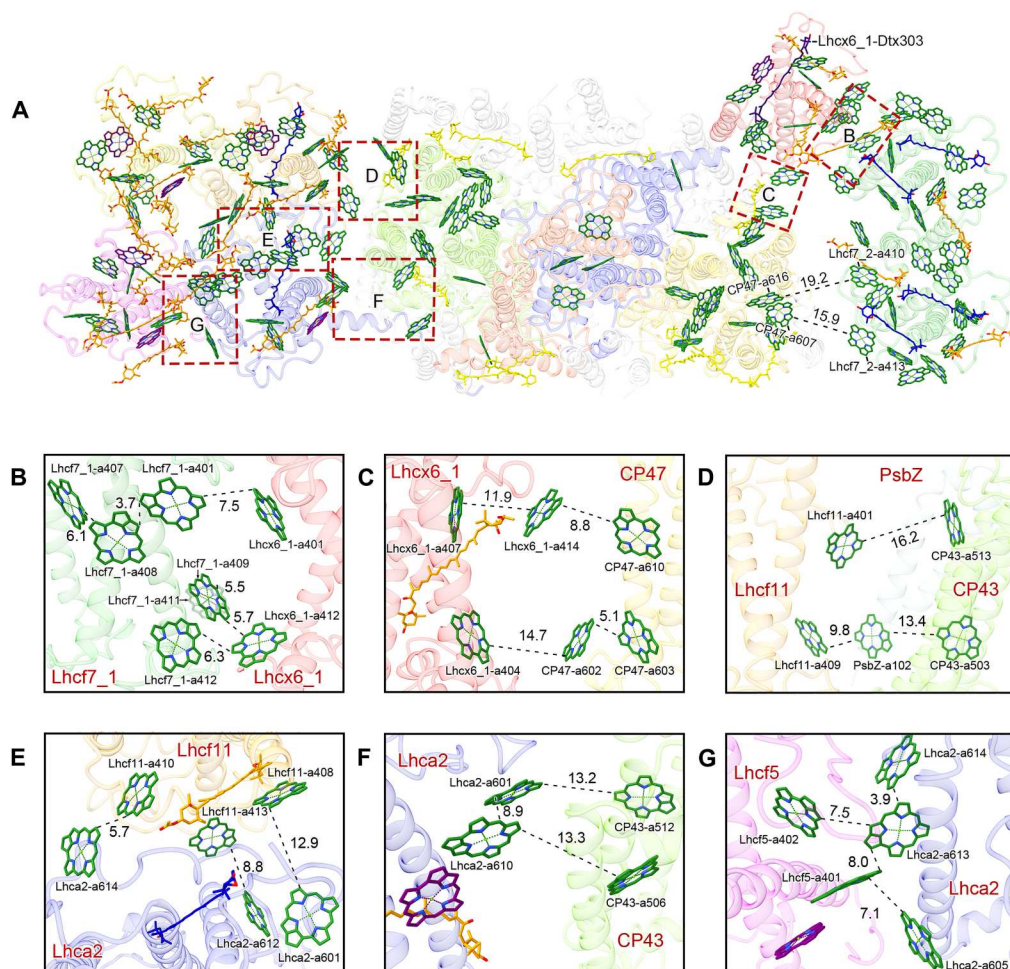 Lhcx6_1-Dtx303
A
B
D
C
E
Lhcf7_2-a410
CP47-a616
19.2
F
15.9
G
CP47-a607
Lhcf7_2-a413
B
Lhcf7_1-a407
Lhcf7_1-a401
3.7
7.5
6.1
Lhcx6_1-a401
Lhcf7_1-a408
Lhcf7_1-a409
5.5
Lhcf7_1-a411
5.7
Lhcx6_1-a412
6.3
Lhcf7_1
Lhcf7_1-a412
Lhcx6_1
C
Lhcx6_1
CP47
11.9
8.8
Lhcx6_1-a407
Lhcx6_1-a414
CP47-a610
5.1
14.7
Lhcx6_1-a404
CP47-a602
CP47-a603
D
PsbZ
Lhcf11-a401
16.2
CP43-a513
Lhcf11
CP43
9.8
13.4
Lhcf11-a409
PsbZ-a102
CP43-a503
E
Lhcf11
Lhcf11-a410
Lhcf11-a408
Lhcf11-a413
5.7
12.9
8.8
Lhca2-a614
Lhca2-a612
Lhca2
Lhca2-a601
F
Lhca2
Lhca2-a601
13.2
8.9
CP43-a512
13.3
Lhca2-a610
CP43-a506
CP43
G
Lhca2-a614
Lhcf5
3.9
7.5
Lhcf5-a402
Lhca2-a613
8.0
Lhcf5-a401
Lhca2
7.1
Lhca2-a605